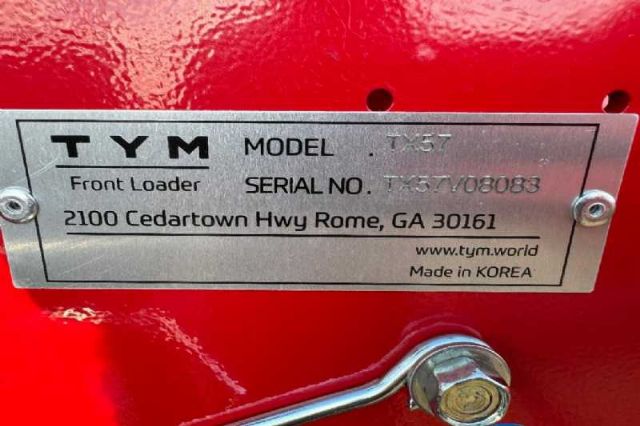 TYM MODEL . TX57
Front Loader SERIAL NO. TX57V08083
2100 Cedartown Hwy Rome, GA 30161
www.tym.world
Made in KOREA